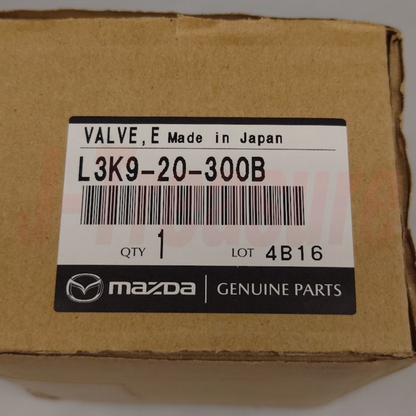 VALVE,E Made in Japan
L3K9-20-300B
QTY 1 LOT 4B16
mazda GENUINE PARTS